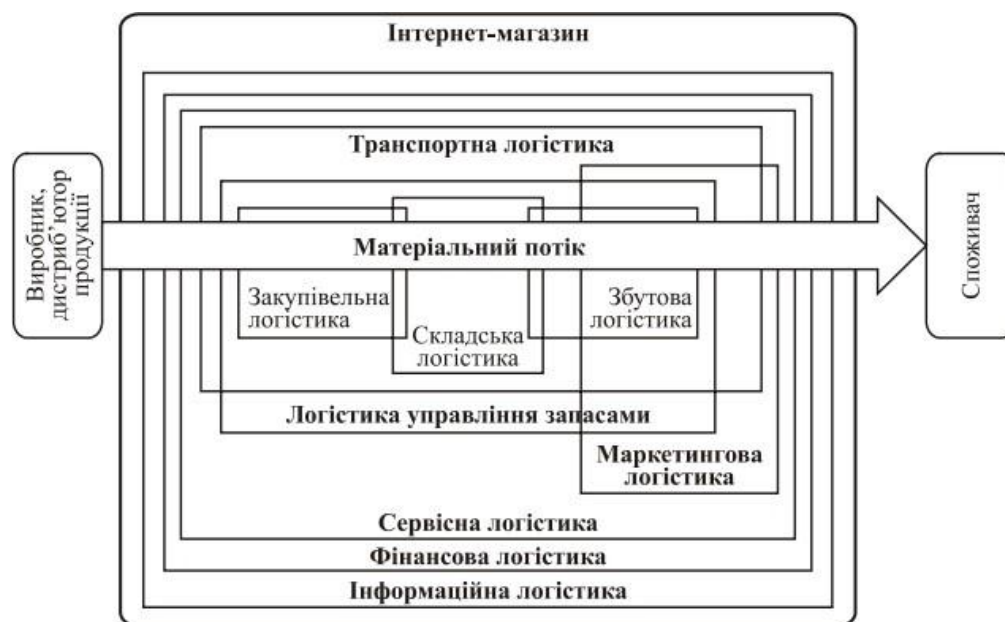 Інтернет-магазин
Транспортна логістика
Виробник,
дистриб’ютор
продукції
Матеріальний потік
Споживач
Закупівельна
логістика
Складська
логістика
Збутова
логістика
Логістика управління запасами
Маркетингова
логістика
Сервісна логістика
Фінансова логістика
Інформаційна логістика